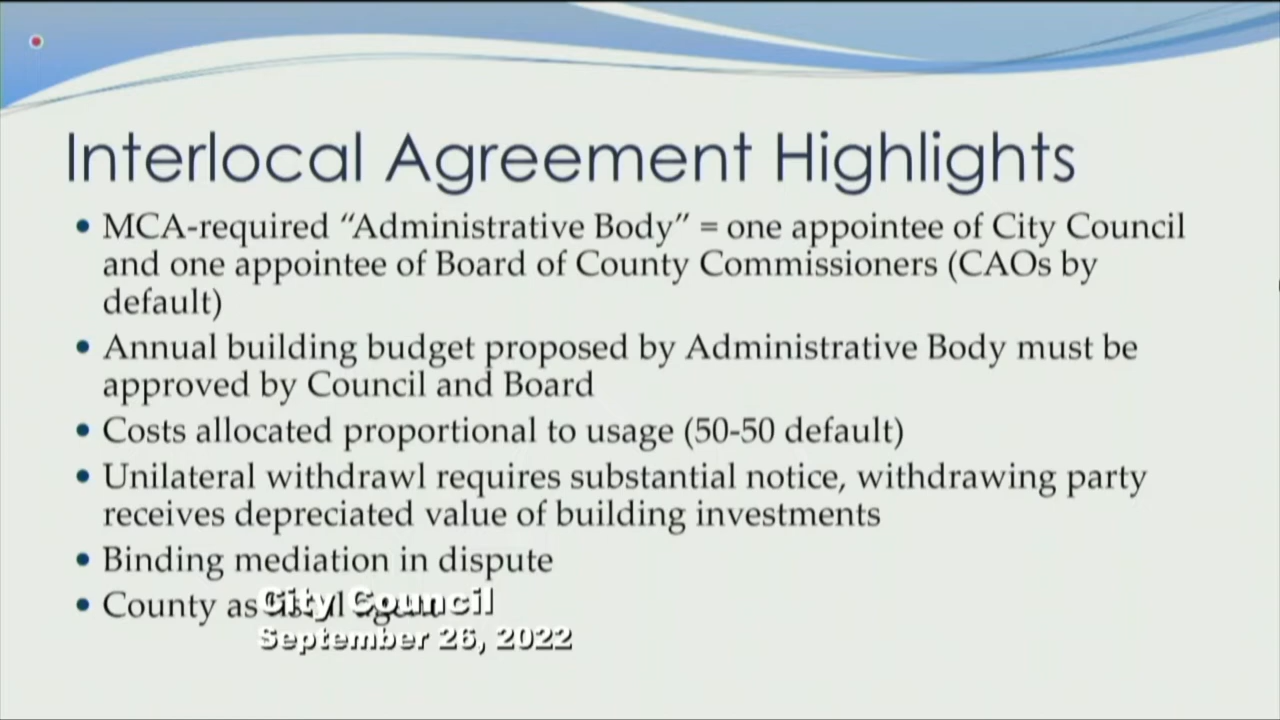 Interlocal Agreement Highlights
• MCA-required “Administrative Body” = one appointee of City Council
and one appointee of Board of County Commissioners (CAOs by
default)
• Annual building budget proposed by Administrative Body must be
approved by Council and Board
• Costs allocated proportional to usage (50-50 default)
• Unilateral withdrawl requires substantial notice, withdrawing party
receives depreciated value of building investments
• Binding mediation in dispute
• County as
City Council
September 26, 2022